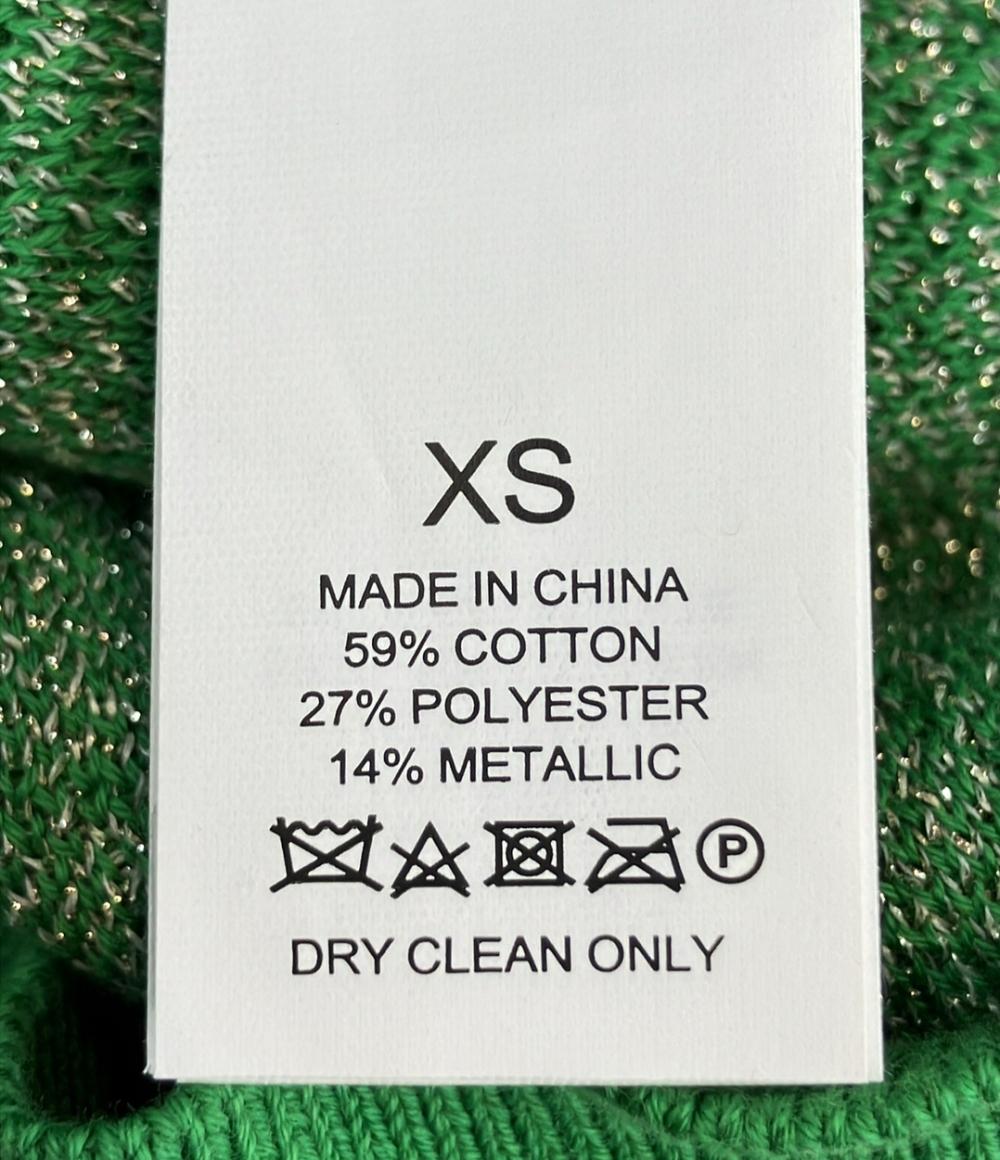 XS
MADE IN CHINA
59% COTTON
27% POLYESTER
14% METALLIC
P
DRY CLEAN ONLY